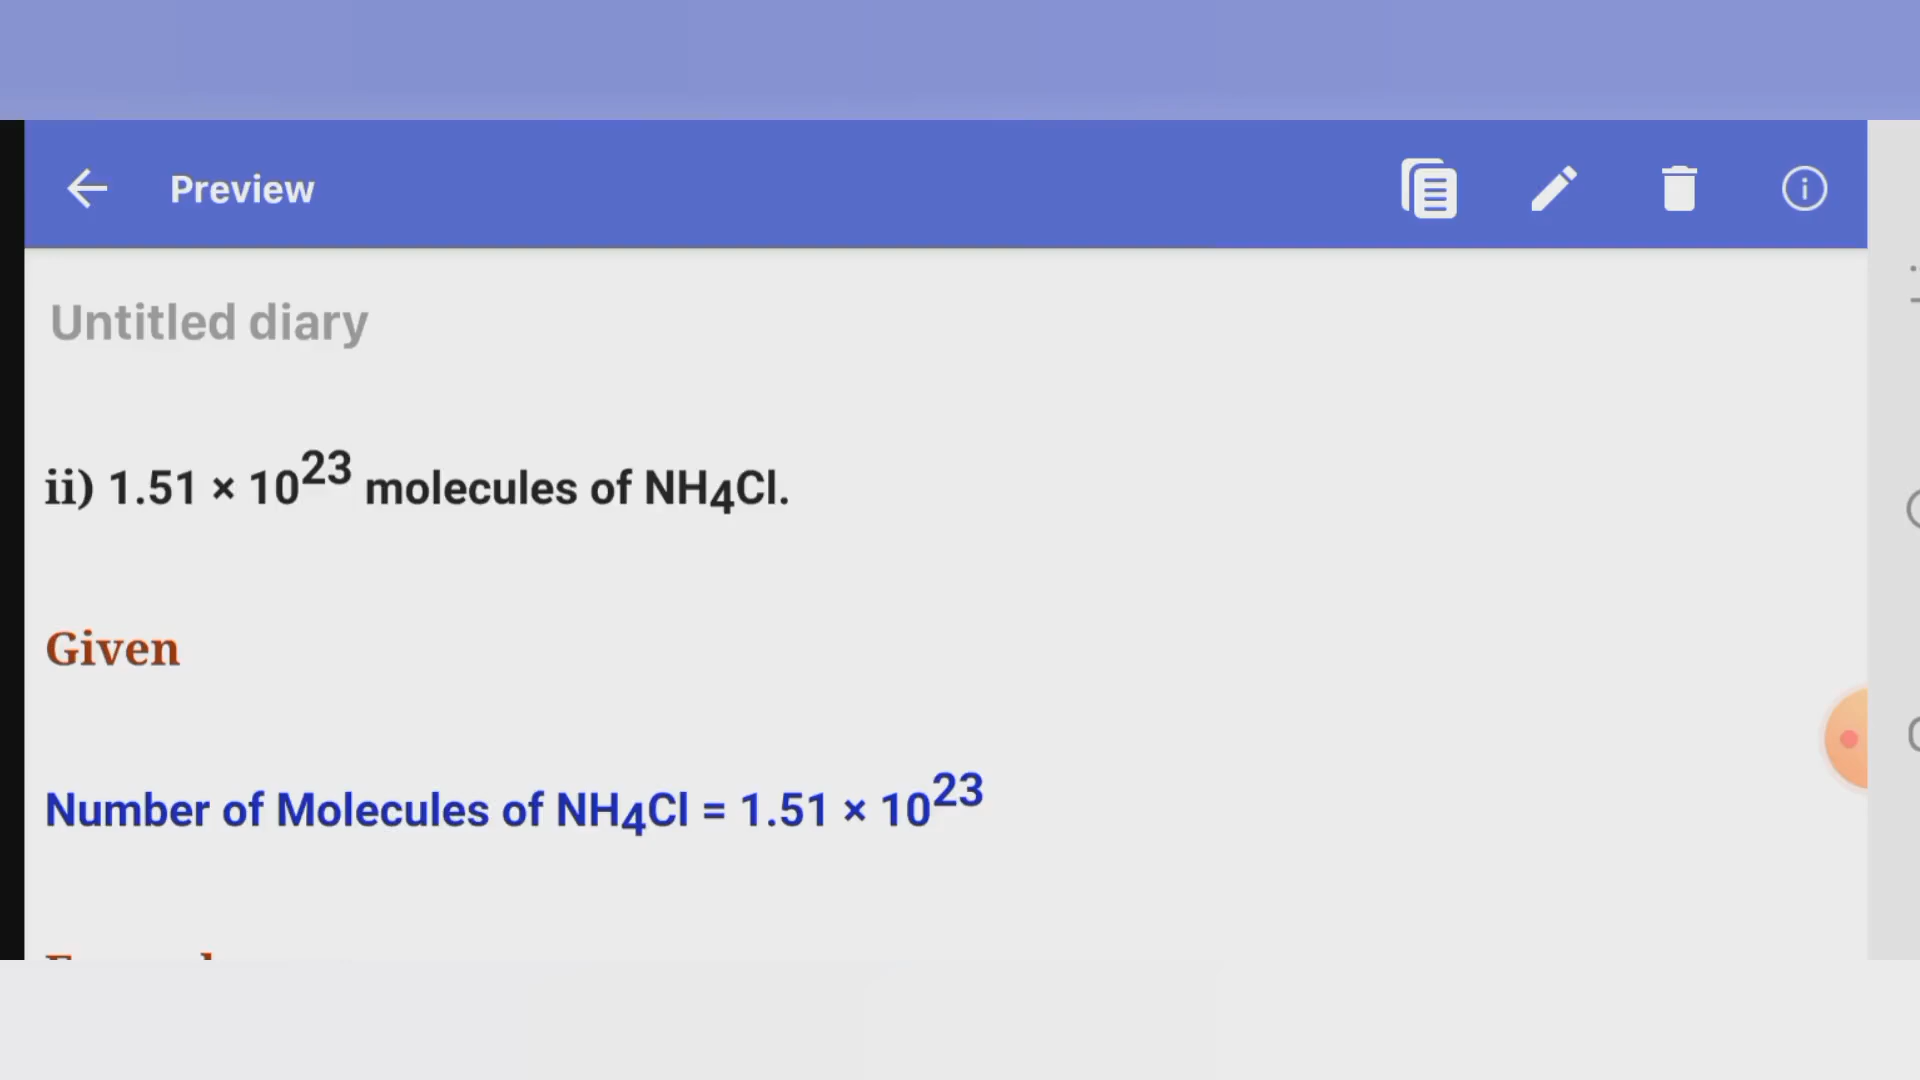 Preview
Untitled diary
ii) 1.51 × 10²³ molecules of NH₄Cl.
Given
Number of Molecules of NH₄Cl = 1.51 × 10²³